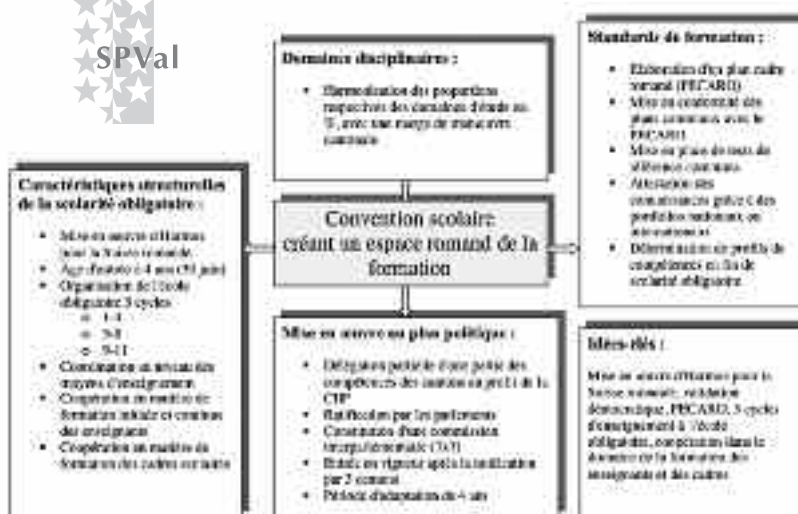 SPVal
Domaines disciplinaires :
• Harmonisation des proportions
respectives des domaines d'étude en
%, avec une marge de manœuvre
cantonale
Standards de formation :
• Elaboration d'un plan cadre
romand (PECARO)
• Mise en conformité des
plans cantonaux avec le
PECARO
• Mise en place de tests de
référence communs
• Attestation des
connaissances grâce à des
portfolios nationaux ou
internationaux
• Détermination de profils de
compétences en fin de
scolarité obligatoire
Caractéristiques structurelles
de la scolarité obligatoire :
• Mise en œuvre d'Harmos
pour la Suisse romande
• Age d'entrée à 4 ans (30 juin)
• Organisation de l'école
obligatoire 3 cycles
o 1-4
o 5-8
o 9-11
• Coordination au niveau des
moyens d'enseignement
• Coopération en matière de
formation initiale et continue
des enseignants
• Coopération en matière de
formation des cadres scolaires
Convention scolaire
créant un espace romand de la
formation
Mise en œuvre au plan politique :
• Délégation partielle d'une partie des
compétences des cantons au profit de la
CIIP
• Ratification par les parlements
• Constitution d'une commission
interparlementaire (7x7)
• Entrée en vigueur après la ratification
par 3 cantons
• Période d'adaptation de 4 ans
Idées-clés :
Mise en œuvre d'Harmos pour la
Suisse romande, validation
démocratique, PECARO, 3 cycles
d'enseignement à l'école
obligatoire, coopération dans le
domaine de la formation des
enseignants et des cadres